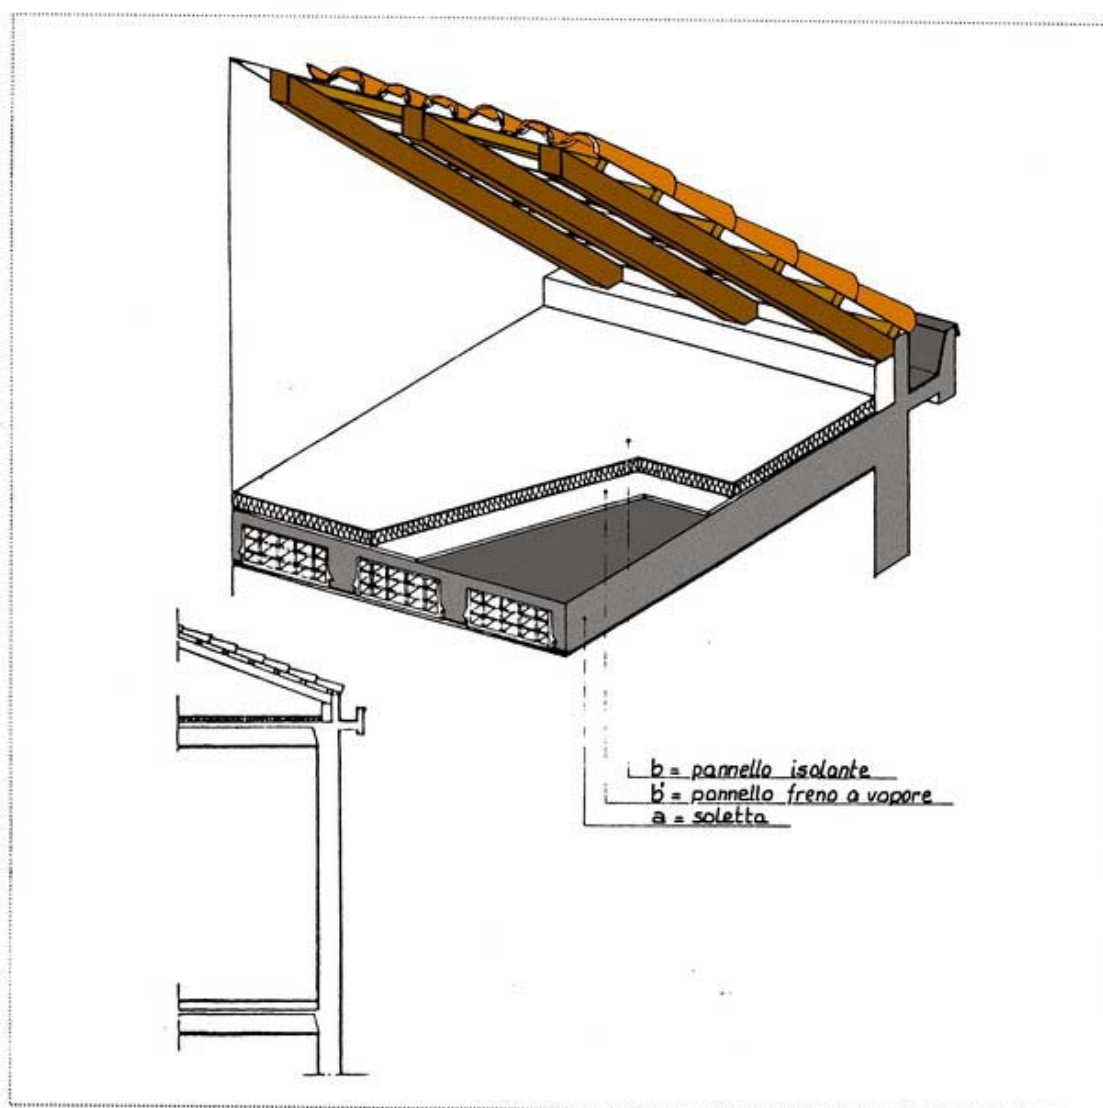 b = pannello isolante
b' = pannello freno a vapore
a = soletta